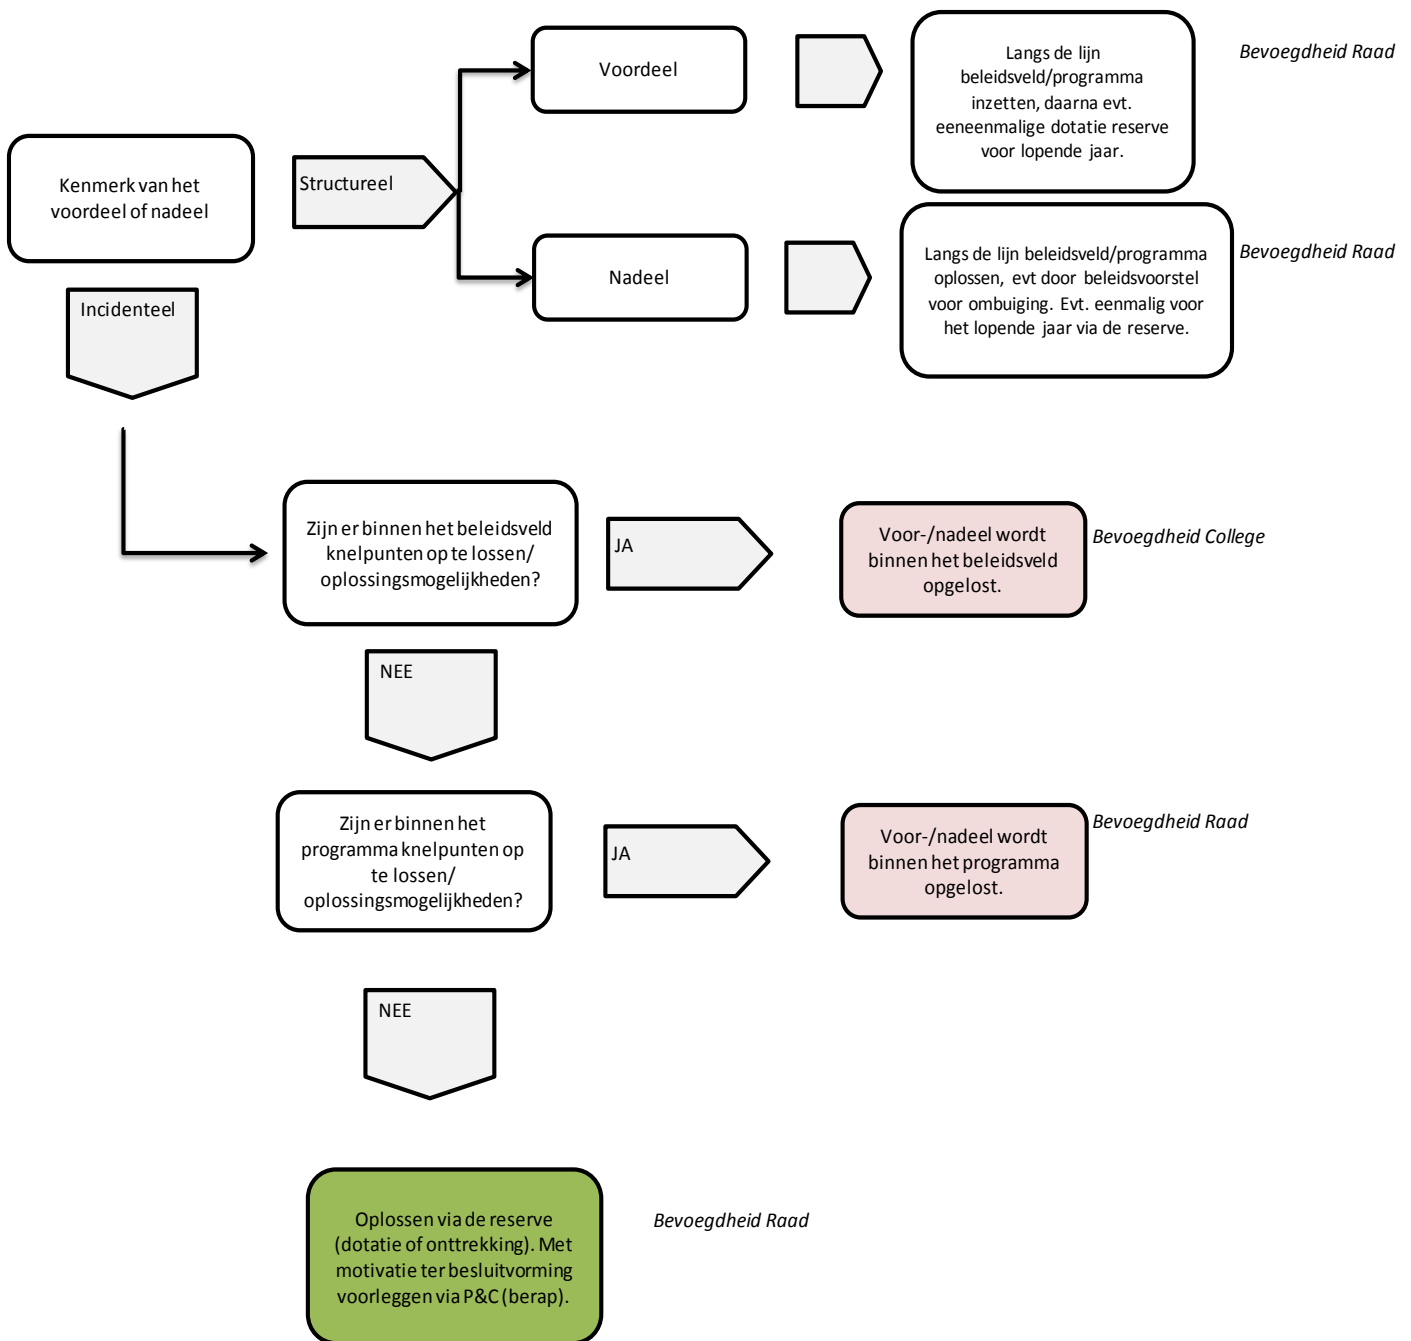 Kenmerk van het
voordeel of nadeel
Structureel
Voordeel
Langs de lijn
beleidsveld/programma
inzetten, daarna evt.
eeneenmalige dotatie reserve
voor lopende jaar.
Bevoegdheid Raad
Nadeel
Langs de lijn beleidsveld/programma
oplossen, evt door beleidsvoorstel
voor ombuiging. Evt. eenmalig voor
het lopende jaar via de reserve.
Bevoegdheid Raad
Incidenteel
Zijn er binnen het beleidsveld
knelpunten op te lossen/
oplossingsmogelijkheden?
JA
Voor-/nadeel wordt
binnen het beleidsveld
opgelost.
Bevoegdheid College
NEE
Zijn er binnen het
programma knelpunten op
te lossen/
oplossingsmogelijkheden?
JA
Voor-/nadeel wordt
binnen het programma
opgelost.
Bevoegdheid Raad
NEE
Oplossen via de reserve
(dotatie of onttrekking). Met
motivatie ter besluitvorming
voorleggen via P&C (berap).
Bevoegdheid Raad